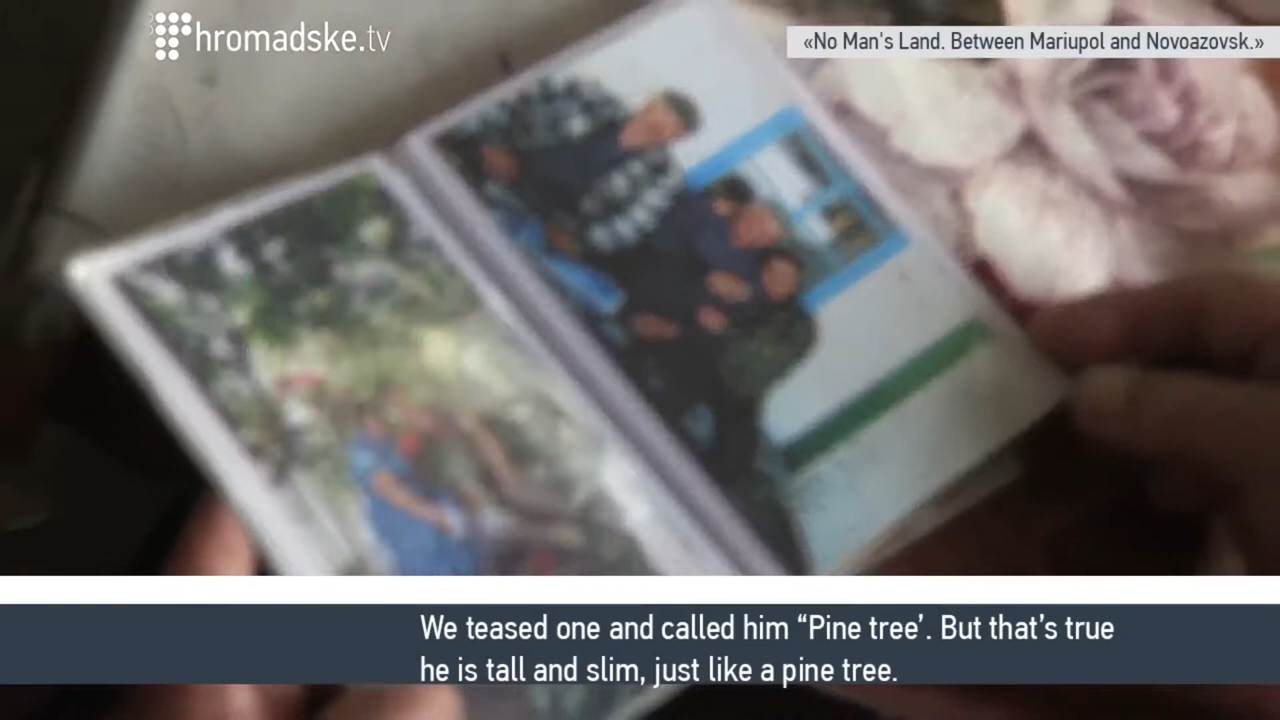 hromadske.tv
«No Man's Land. Between Mariupol and Novoazovsk.»
We teased one and called him “Pine tree’. But that’s true
he is tall and slim, just like a pine tree.